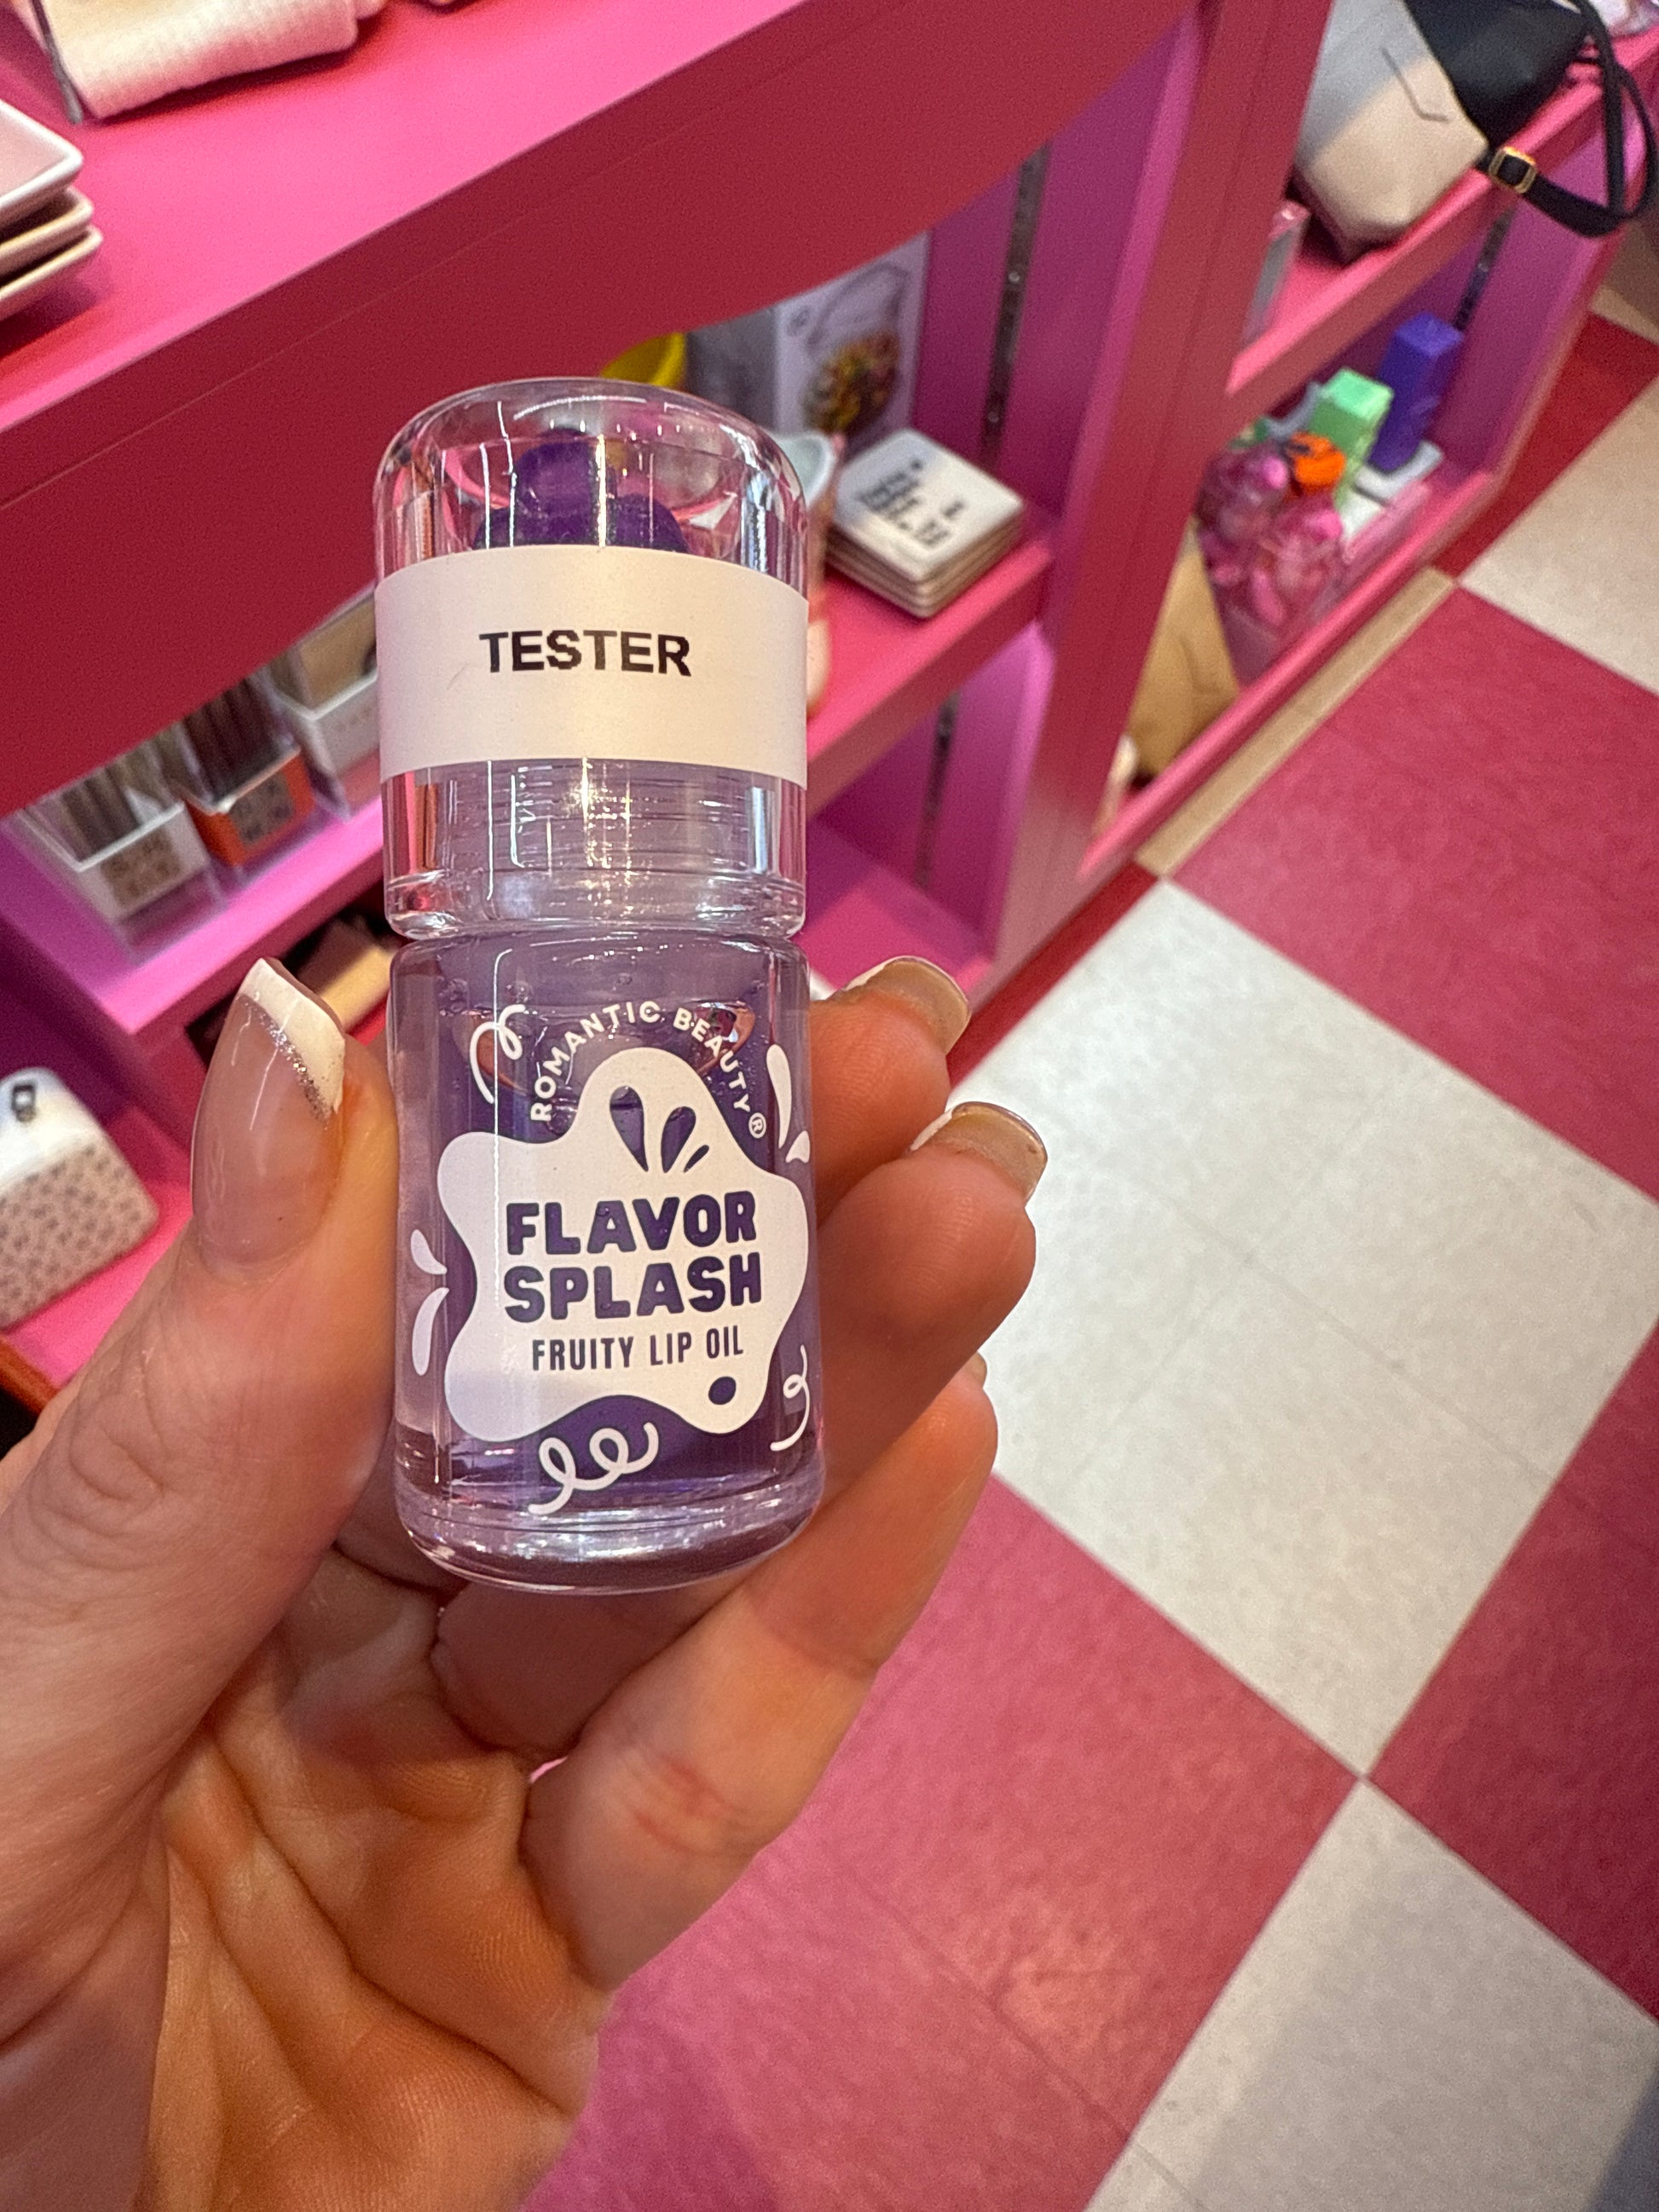 TESTER
ROMANTIC BEAUTY®
FLAVOR
SPLASH
FRUITY LIP OIL